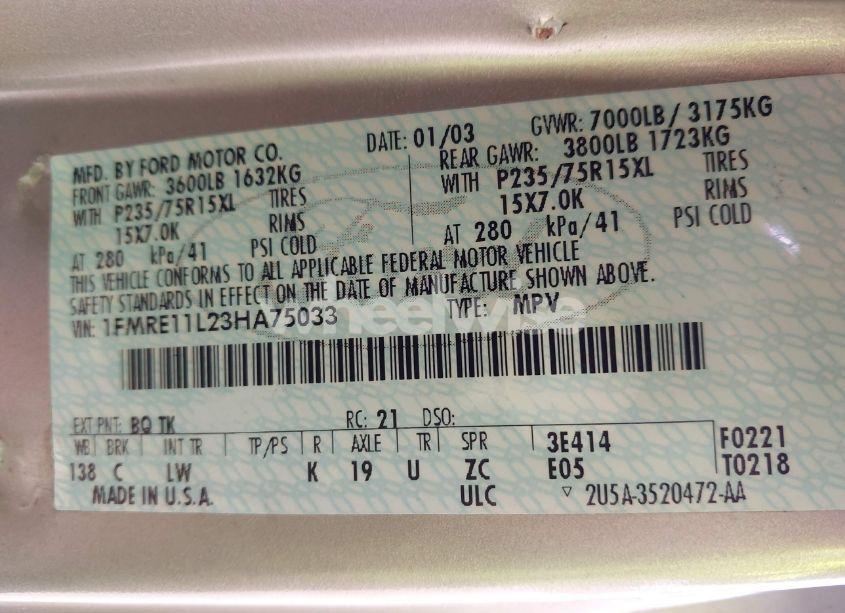 MFD. BY FORD MOTOR CO. DATE: 01/03 GVWR: 7000LB / 3175KG
FRONT GAWR: 3600LB 1632KG REAR GAWR: 3800LB 1723KG
WITH P235/75R15XL TIRES WITH P235/75R15XL TIRES
15X7.0K RIMS 15X7.0K RIMS
AT 280 kPa/41 PSI COLD AT 280 kPa/41 PSI COLD
THIS VEHICLE CONFORMS TO ALL APPLICABLE FEDERAL MOTOR VEHICLE
SAFETY STANDARDS IN EFFECT ON THE DATE OF MANUFACTURE SHOWN ABOVE.
VIN: 1FMRE11L23HA75033 TYPE: MPV
EXT PNT: BQ TK RC: 21 DSO:
WB BRK INT TR TP/PS R AXLE TR SPR 3E414 F0221
138 C LW K 19 U ZC E05 T0218
MADE IN U.S.A. ULC ▽ 2U5A-3520472-AA